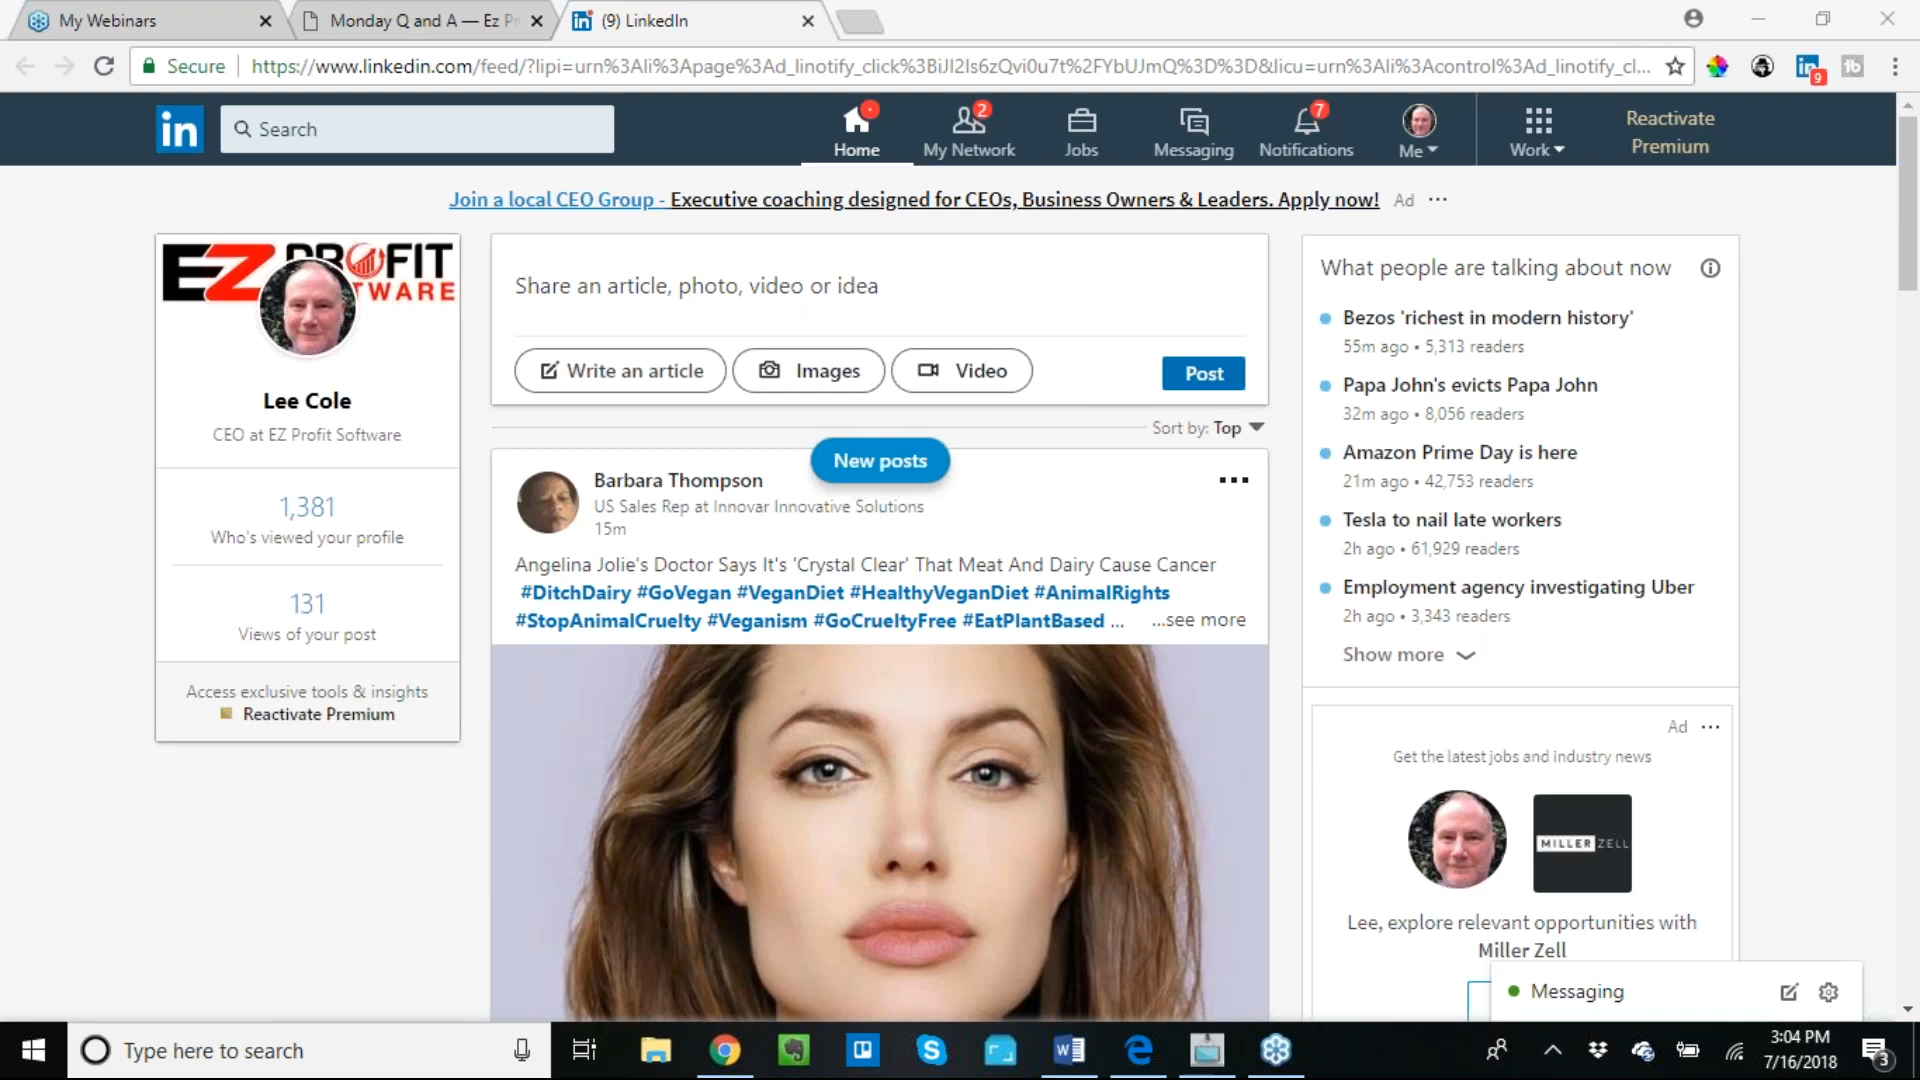 My Webinars
Monday Q and A — Ez Pr
(9) LinkedIn
Secure
https://www.linkedin.com/feed/?lipi=urn%3Ali%3Apage%3Ad_linotify_click%3BiJl2Is6zQvi0u7t%2FYbUJmQ%3D%3D&licu=urn%3Ali%3Acontrol%3Ad_linotify_cl...
9
in
Search
2
7
Home
My Network
Jobs
Messaging
Notifications
Me
Work
Reactivate
Premium
Join a local CEO Group - Executive coaching designed for CEOs, Business Owners & Leaders. Apply now!
Ad
EZ PROFIT
TWARE
Lee Cole
CEO at EZ Profit Software
1,381
Who's viewed your profile
131
Views of your post
Access exclusive tools & insights
Reactivate Premium
Share an article, photo, video or idea
Write an article
Images
Video
Post
Sort by: Top
New posts
Barbara Thompson
US Sales Rep at Innovar Innovative Solutions
15m
Angelina Jolie's Doctor Says It's 'Crystal Clear' That Meat And Dairy Cause Cancer
#DitchDairy #GoVegan #VeganDiet #HealthyVeganDiet #AnimalRights
#StopAnimalCruelty #Veganism #GoCrueltyFree #EatPlantBased ... ...see more
What people are talking about now
Bezos 'richest in modern history'
55m ago • 5,313 readers
Papa John's evicts Papa John
32m ago • 8,056 readers
Amazon Prime Day is here
21m ago • 42,753 readers
Tesla to nail late workers
2h ago • 61,929 readers
Employment agency investigating Uber
2h ago • 3,343 readers
Show more
Ad
Get the latest jobs and industry news
MILLER ZELL
Lee, explore relevant opportunities with
Miller Zell
Messaging
Type here to search
3:04 PM
7/16/2018
3